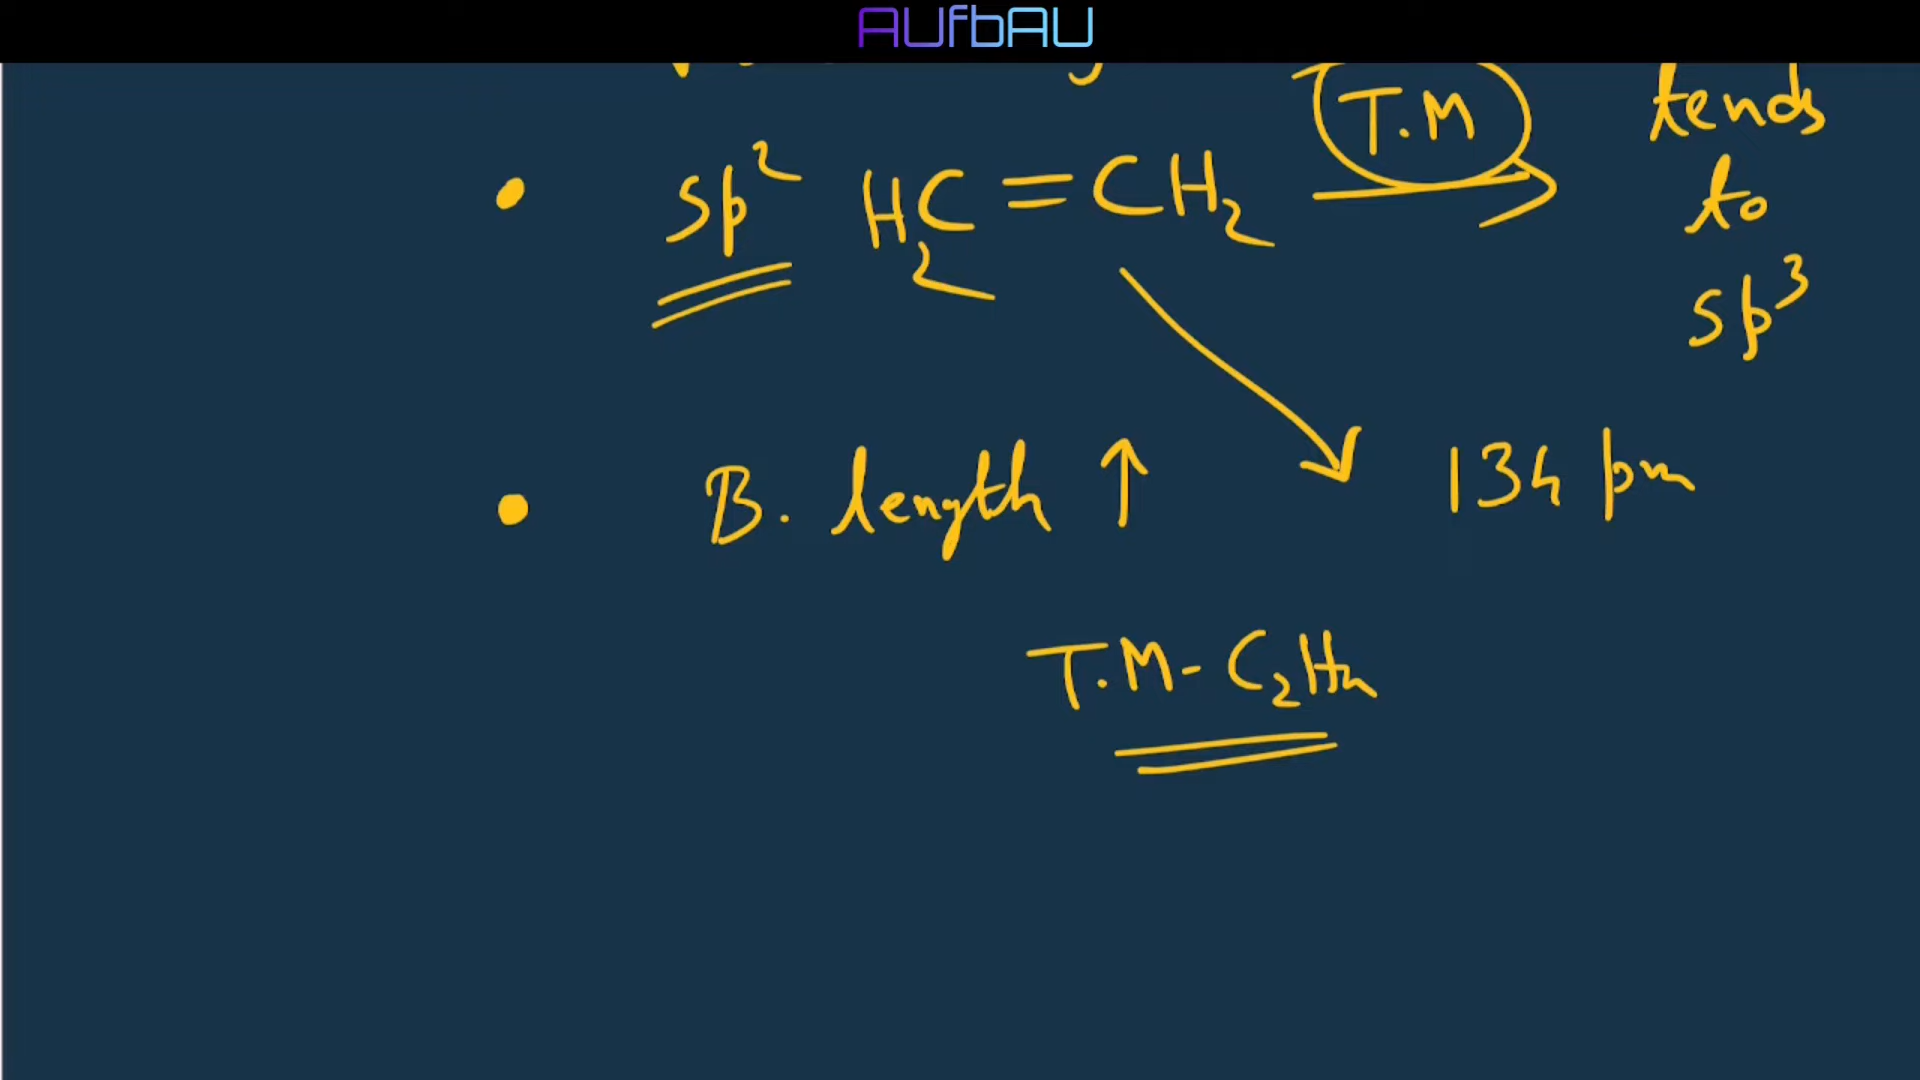 AUfbAU
T.M tends
sp² H₂C=CH₂ to
sp³
B. length ↑ 134 pm
T.M - C₂H₄